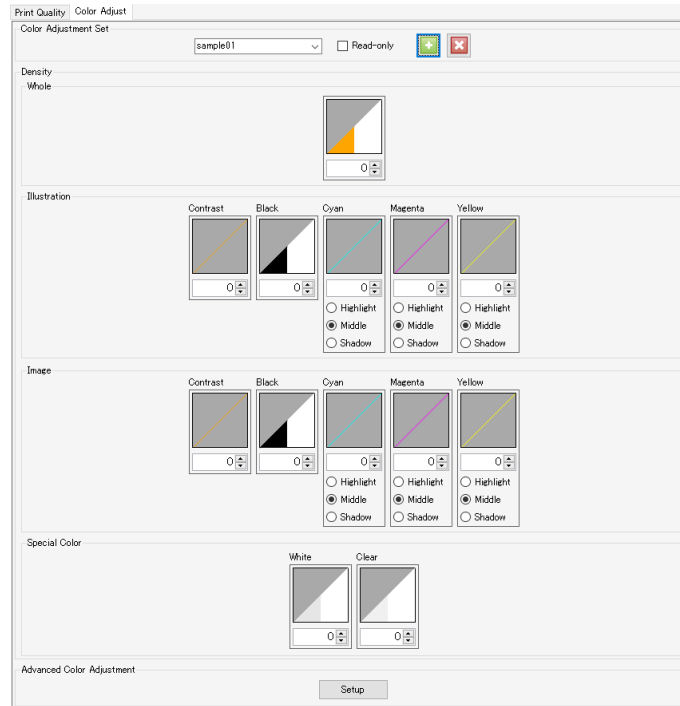 Print Quality Color Adjust
Color Adjustment Set
sample01 Read-only
Density
Whole
0
Illustration
Contrast Black Cyan Magenta Yellow
0 0 0 0 0
Highlight Highlight Highlight
Middle Middle Middle
Shadow Shadow Shadow
Image
Contrast Black Cyan Magenta Yellow
0 0 0 0 0
Highlight Highlight Highlight
Middle Middle Middle
Shadow Shadow Shadow
Special Color
White Clear
0 0
Advanced Color Adjustment
Setup